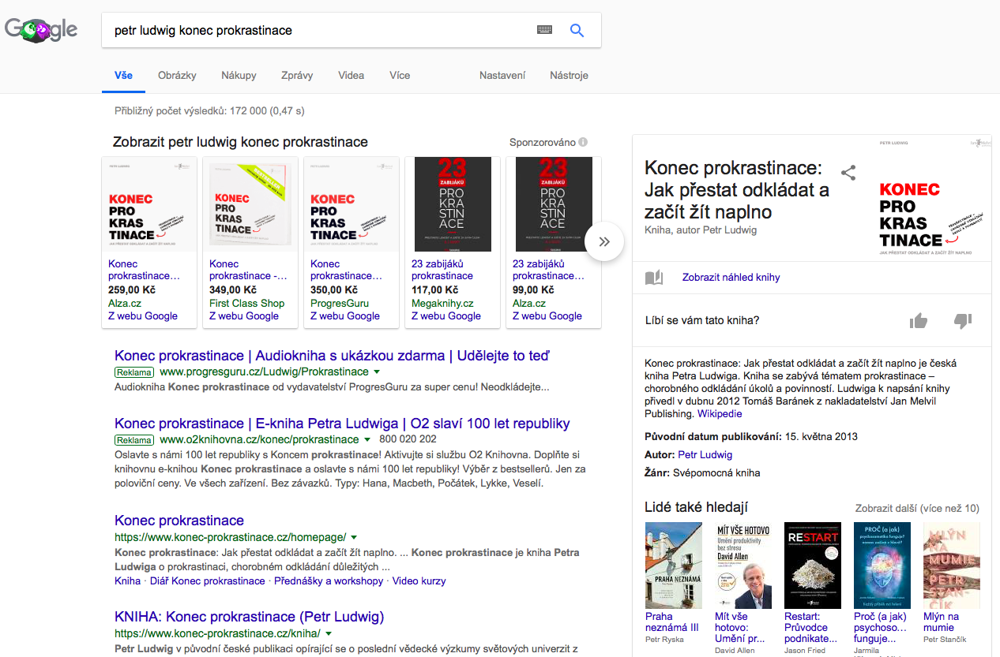 Google
petr ludwig konec prokrastinace
Vše Obrázky Nákupy Zprávy Videa Více Nastavení Nástroje
Přibližný počet výsledků: 172 000 (0,47 s)
Zobrazit petr ludwig konec prokrastinace Sponzorováno
PETR LUDWIG
KONEC
PRO
KRAS
TINACE
JAK PŘESTAT ODKLÁDAT A ZAČÍT ŽÍT NAPLNO
Konec
prokrastinace…
259,00 Kč
Alza.cz
Z webu Google
KONEC
PRO
KRAS
TINACE
Konec
prokrastinace -…
349,00 Kč
First Class Shop
Z webu Google
PETR LUDWIG
KONEC
PRO
KRAS
TINACE
JAK PŘESTAT ODKLÁDAT A ZAČÍT ŽÍT NAPLNO
Konec
prokrastinace…
350,00 Kč
ProgresGuru
Z webu Google
23
ZABIJÁKŮ
PRO
KRA
STIN
ACE
23 zabijáků
prokrastinace
117,00 Kč
Megaknihy.cz
Z webu Google
23
ZABIJÁKŮ
PRO
KRA
STIN
ACE
23 zabijáků
prokrastinace…
99,00 Kč
Alza.cz
Z webu Google
Konec prokrastinace | Audiokniha s ukázkou zdarma | Udělejte to teď
Reklama www.progresguru.cz/Ludwig/Prokrastinace
Audiokniha Konec prokrastinace od vydavatelství ProgresGuru za super cenu! Neodkládejte...
Konec prokrastinace | E-kniha Petra Ludwiga | O2 slaví 100 let republiky
Reklama www.o2knihovna.cz/konec/prokrastinace 800 020 202
Oslavte s námi 100 let republiky s Koncem prokrastinace! Aktivujte si službu O2 Knihovna. Doplňte si
knihovnu e-knihou Konec prokrastinace a oslavte s námi 100 let republiky! Výběr z bestsellerů. Jen za
poloviční ceny. Ve všech zařízení. Bez závazků. Typy: Hana, Macbeth, Počátek, Lykke, Veselí.
Konec prokrastinace
https://www.konec-prokrastinace.cz/homepage/
Konec prokrastinace: Jak přestat odkládat a začít žít naplno. ... Konec prokrastinace je kniha Petra
Ludwiga o prokrastinaci, chorobném odkládání důležitých ...
Kniha · Diář Konec prokrastinace · Přednášky a workshopy · Video kurzy
KNIHA: Konec prokrastinace (Petr Ludwig)
https://www.konec-prokrastinace.cz/kniha/
Petr Ludwig v původní české publikaci opírající se o poslední vědecké výzkumy světových univerzit z
Konec prokrastinace:
Jak přestat odkládat a
začít žít naplno
Kniha, autor Petr Ludwig
PETR LUDWIG
KONEC
PRO
KRAS
TINACE
JAK PŘESTAT ODKLÁDAT A ZAČÍT ŽÍT NAPLNO
Zobrazit náhled knihy
Líbí se vám tato kniha?
Konec prokrastinace: Jak přestat odkládat a začít žít naplno je česká
kniha Petra Ludwiga. Kniha se zabývá tématem prokrastinace –
chorobného odkládání úkolů a povinností. Ludwiga k napsání knihy
přivedl v dubnu 2012 Tomáš Baránek z nakladatelství Jan Melvil
Publishing. Wikipedie
Původní datum publikování: 15. května 2013
Autor: Petr Ludwig
Žánr: Svépomocná kniha
Lidé také hledají Zobrazit další (více než 10)
PRAHA
NEZNÁMÁ
Praha
neznámá III
Petr Ryska
MÍT VŠE HOTOVO
Umění produktivity
bez stresu
David Allen
Mít vše
hotovo:
Umění pr...
David Allen
RESTART
Restart:
Průvodce
podnikate...
Jason Fried
PROČ (a jak)
psychosomatika funguje?
Proč (a jak)
psychoso...
funguje...
Jarmila
MLÝN
NA
MUMIE
PETR
STAN-
ČÍK
Mlýn na
mumie
Petr Stančík